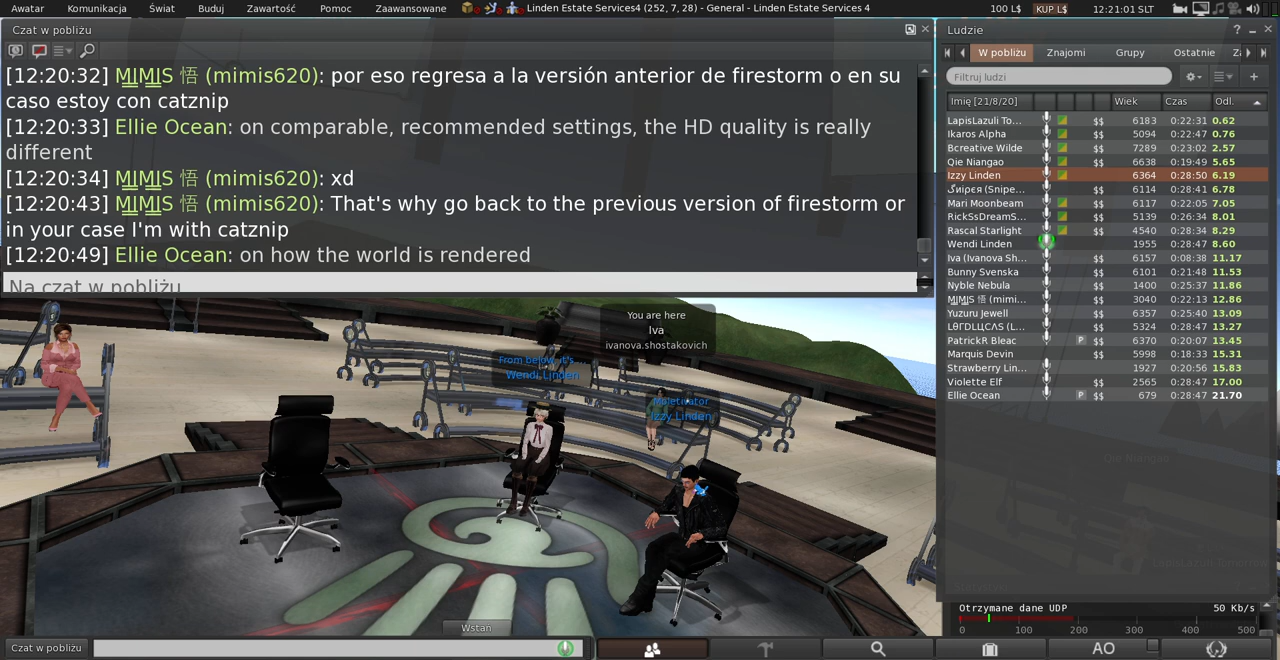 Awatar Komunikacja Świat Buduj Zawartość Pomoc Zaawansowane Linden Estate Services4 (252, 7, 28) - General - Linden Estate Services 4 100 L$ KUP L$ 12:21:01 SLT
Czat w pobliżu
[12:20:32] M̲I̲M̲I̲S 悟 (mimis620): por eso regresa a la versión anterior de firestorm o en su
caso estoy con catznip
[12:20:33] Ellie Ocean: on comparable, recommended settings, the HD quality is really
different
[12:20:34] M̲I̲M̲I̲S 悟 (mimis620): xd
[12:20:43] M̲I̲M̲I̲S 悟 (mimis620): That's why go back to the previous version of firestorm or
in your case I'm with catznip
[12:20:49] Ellie Ocean: on how the world is rendered
Na czat w pobliżu
You are here
Iva
ivanova.shostakovich
From below, it's...
Wendi Linden
Moletivator
Izzy Linden
Wstań
Czat w pobliżu
AO
Ludzie
W pobliżu Znajomi Grupy Ostatnie
Filtruj ludzi
Imię [21/8/20] Wiek Czas Odl.
LapisLazuli To... $$ 6183 0:22:31 0.62
Ikaros Alpha $$ 5094 0:22:47 0.76
Bcreative Wilde $$ 7289 0:23:02 2.57
Qie Niangao $$ 6638 0:19:49 5.65
Izzy Linden 6364 0:28:50 6.19
(Snipe... $$ 6114 0:28:41 6.78
Mari Moonbeam $$ 6117 0:22:05 7.05
RickSsDreamS... $$ 5139 0:26:34 8.01
Rascal Starlight $$ 4540 0:28:34 8.29
Wendi Linden 1955 0:28:47 8.60
Iva (Ivanova Sh... $$ 6157 0:08:38 11.17
Bunny Svenska $$ 6101 0:21:48 11.53
Nyble Nebula $$ 1400 0:25:37 11.86
M̲I̲M̲I̲S 悟 (mimi... $$ 3040 0:22:13 12.86
Yuzuru Jewell $$ 6357 0:25:40 13.09
(L... $$ 5324 0:28:47 13.27
PatrickR Bleac P $$ 6370 0:20:07 13.45
Marquis Devin $$ 5998 0:18:33 15.31
Strawberry Lin... 1927 0:20:56 15.83
Violette Elf $$ 2565 0:28:47 17.00
Ellie Ocean P $$ 679 0:28:47 21.70
Qie Niangao
Otrzymane dane UDP 50 Kb/s
0 100 200 300 400 500